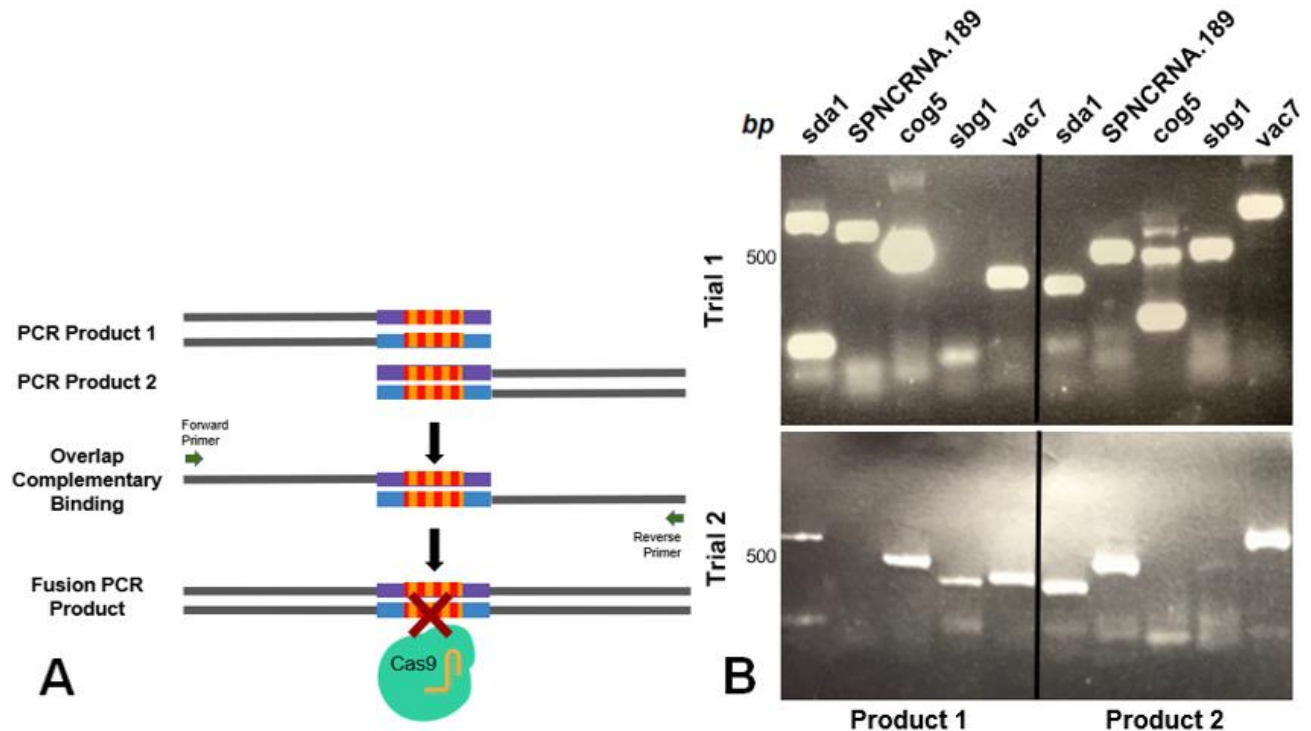 PCR Product 1
PCR Product 2
Forward
Primer
Overlap
Complementary
Binding
Reverse
Primer
Fusion PCR
Product
Cas9
A
bp
sda1
SPNCRNA.189
cog5
sbg1
vac7
sda1
SPNCRNA.189
cog5
sbg1
vac7
Trial 1
500
Trial 2
500
B
Product 1
Product 2